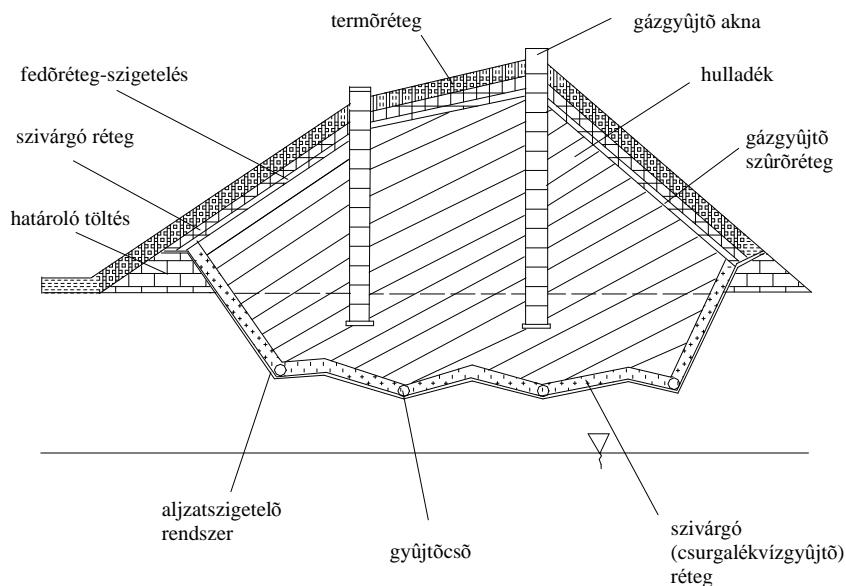 termõréteg
gázgyûjtõ akna
fedõréteg-szigetelés
hulladék
szivárgó réteg
gázgyûjtõ
szûrõréteg
határoló töltés
aljzatszigetelõ
rendszer
gyûjtõcsõ
szivárgó
(csurgalékvízgyûjtõ)
réteg